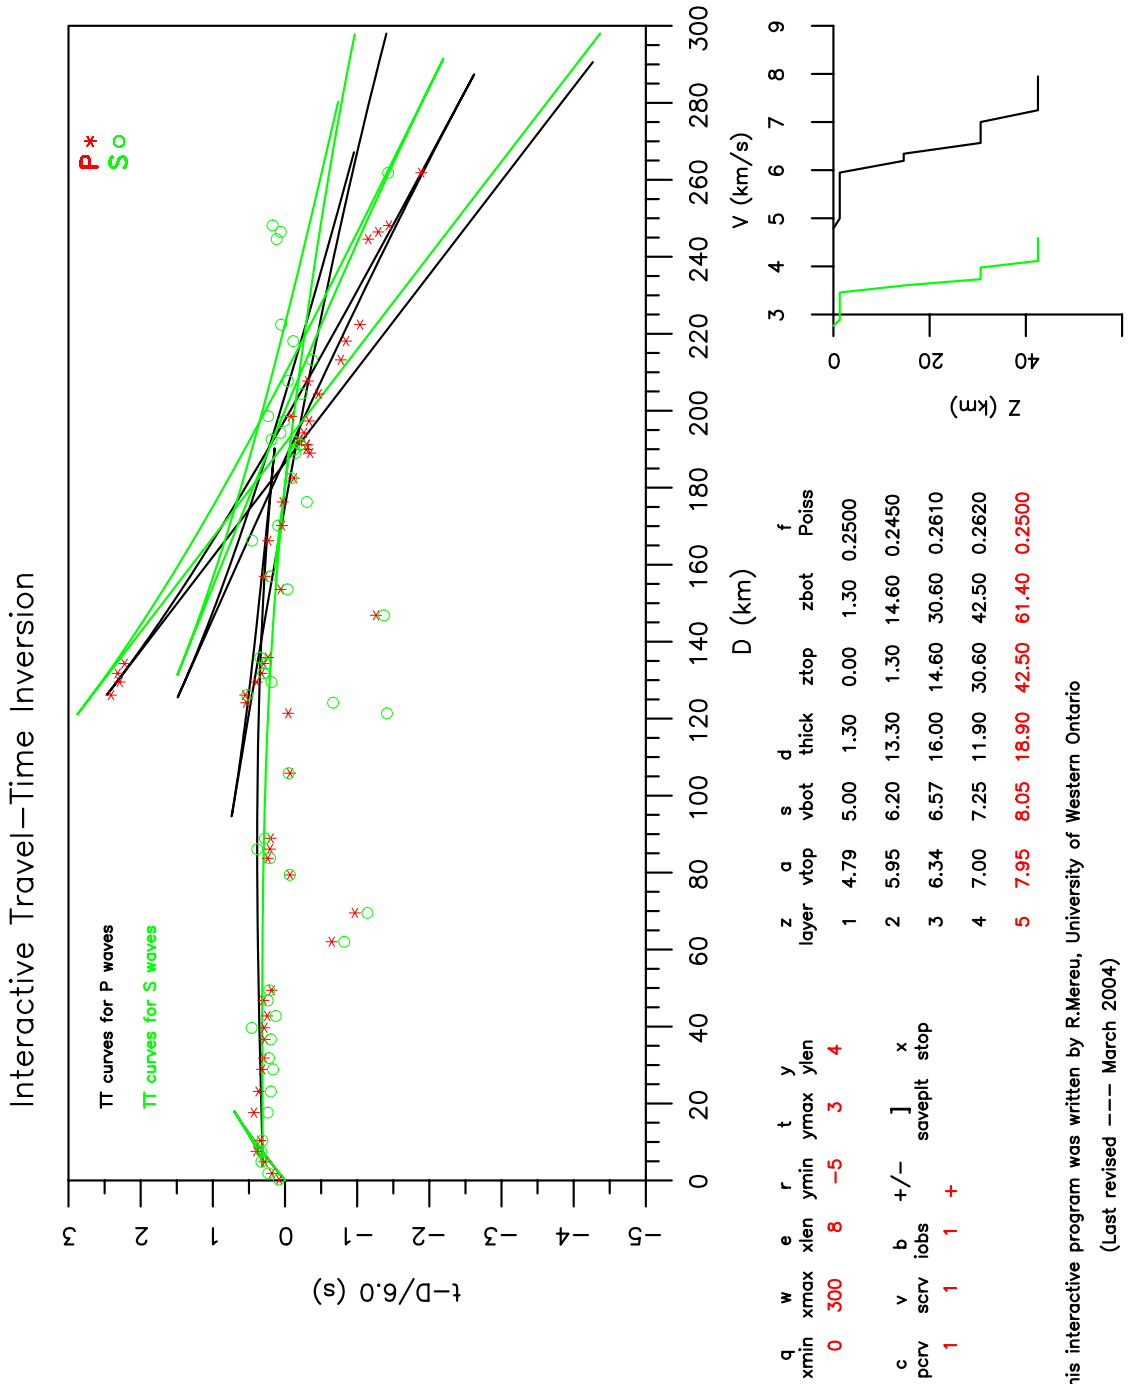 Interactive Travel-Time Inversion
TT curves for P waves
TT curves for S waves
P*
S
3 2 1 0 -1 -2 -3 -4 -5
t-D/6.0 (s)
0 20 40 60 80 100 120 140 160 180 200 220 240 260 280 300
D (km)
V (km/s)
3 4 5 6 7 8 9
0 20 40
Z (km)
z a s d f
layer vtop vbot thick ztop zbot Poiss
1 4.79 5.00 1.30 0.00 1.30 0.2500
2 5.95 6.20 13.30 1.30 14.60 0.2450
3 6.34 6.57 16.00 14.60 30.60 0.2610
4 7.00 7.25 11.90 30.60 42.50 0.2620
5 7.95 8.05 18.90 42.50 61.40 0.2500
q w e r t y
xmin xmax xlen ymin ymax ylen
0 300 8 -5 3 4
c v b +/- ] x
pcrv scrv iobs saveplt stop
1 1 1 +
his interactive program was written by R.Mereu, University of Western Ontario
(Last revised --- March 2004)